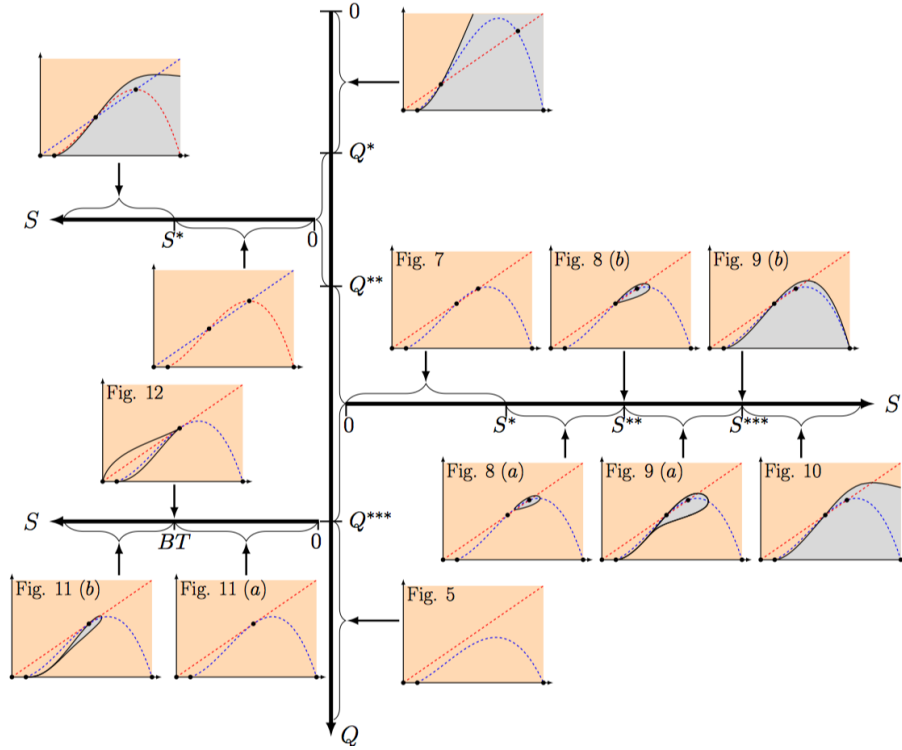 0
Q*
S
S*
0
Q**
Fig. 7
Fig. 8 (b)
Fig. 9 (b)
Fig. 12
0
S*
S**
S***
S
Fig. 8 (a)
Fig. 9 (a)
Fig. 10
S
BT
0
Q***
Fig. 11 (b)
Fig. 11 (a)
Fig. 5
Q